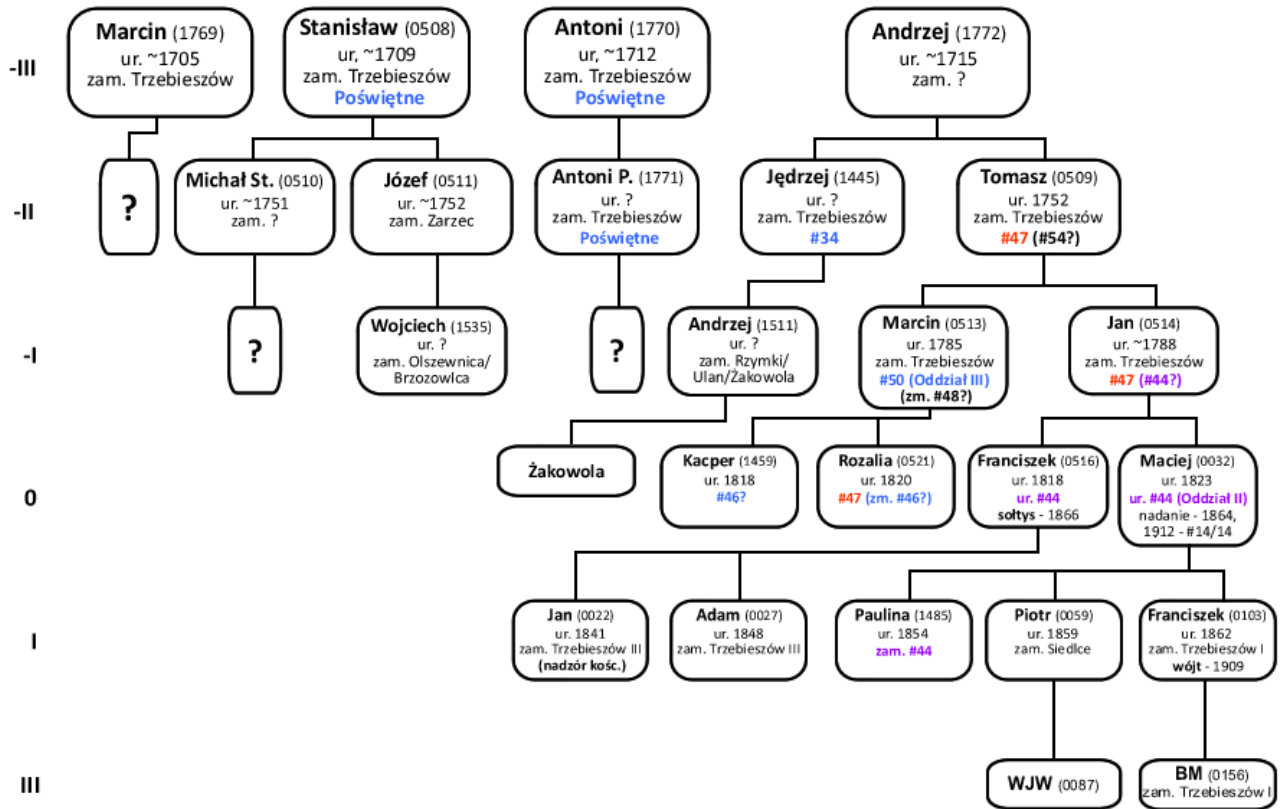 -III
Marcin (1769)
ur. ~1705
zam. Trzebieszów
Stanisław (0508)
ur, ~1709
zam. Trzebieszów
Poświętne
Antoni (1770)
ur, ~1712
zam. Trzebieszów
Poświętne
Andrzej (1772)
ur. ~1715
zam. ?
-II
?
Michał St. (0510)
ur. ~1751
zam. ?
Józef (0511)
ur. ~1752
zam. Zarzec
Antoni P. (1771)
ur. ?
zam. Trzebieszów
Poświętne
Jędrzej (1445)
ur. ?
zam. Trzebieszów
#34
Tomasz (0509)
ur. 1752
zam. Trzebieszów
#47 (#54?)
-I
?
Wojciech (1535)
ur. ?
zam. Olszewnica/
Brzozowica
?
Andrzej (1511)
ur. ?
zam. Rzymki/
Ulan/Żakowola
Marcin (0513)
ur. 1785
zam. Trzebieszów
#50 (Oddział III)
(zm. #48?)
Jan (0514)
ur. ~1788
zam. Trzebieszów
#47 (#44?)
0
Żakowola
Kacper (1459)
ur. 1818
#46?
Rozalia (0521)
ur. 1820
#47 (zm. #46?)
Franciszek (0516)
ur. 1818
ur. #44
sołtys - 1866
Maciej (0032)
ur. 1823
ur. #44 (Oddział II)
nadanie - 1864,
1912 - #14/14
I
Jan (0022)
ur. 1841
zam. Trzebieszów III
(nadzór kośc.)
Adam (0027)
ur. 1848
zam. Trzebieszów III
Paulina (1485)
ur. 1854
zam. #44
Piotr (0059)
ur. 1859
zam. Siedlce
Franciszek (0103)
ur. 1862
zam. Trzebieszów I
wójt - 1909
III
WJW (0087)
BM (0156)
zam. Trzebieszów I